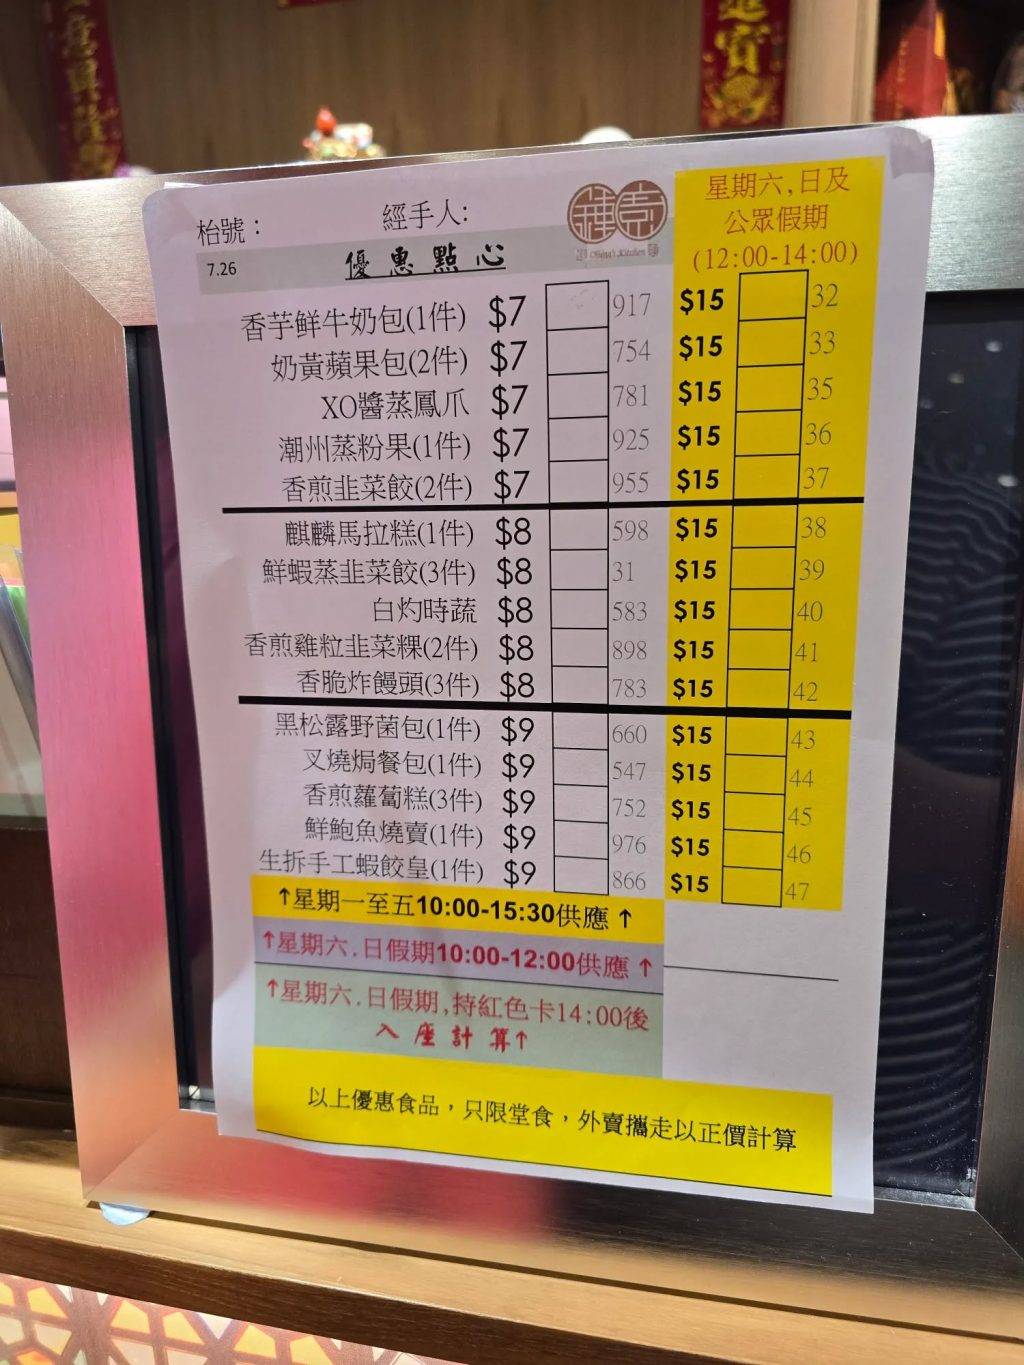 枱號：
經手人:
7.26
優惠點心
星期六,日及
公眾假期
(12:00-14:00)
香芋鮮牛奶包(1件) $7 917 $15 32
奶黃蘋果包(2件) $7 754 $15 33
XO醬蒸鳳爪 $7 781 $15 35
潮州蒸粉果(1件) $7 925 $15 36
香煎韭菜餃(2件) $7 955 $15 37
麒麟馬拉糕(1件) $8 598 $15 38
鮮蝦蒸韭菜餃(3件) $8 31 $15 39
白灼時蔬 $8 583 $15 40
香煎雞粒韭菜粿(2件) $8 898 $15 41
香脆炸饅頭(3件) $8 783 $15 42
黑松露野菌包(1件) $9 660 $15 43
叉燒焗餐包(1件) $9 547 $15 44
香煎蘿蔔糕(3件) $9 752 $15 45
鮮鮑魚燒賣(1件) $9 976 $15 46
生拆手工蝦餃皇(1件) $9 866 $15 47
↑星期一至五10:00-15:30供應↑
↑星期六.日假期10:00-12:00供應↑
↑星期六.日假期,持紅色卡14:00後
入座計算↑
以上優惠食品，只限堂食，外賣攜走以正價計算